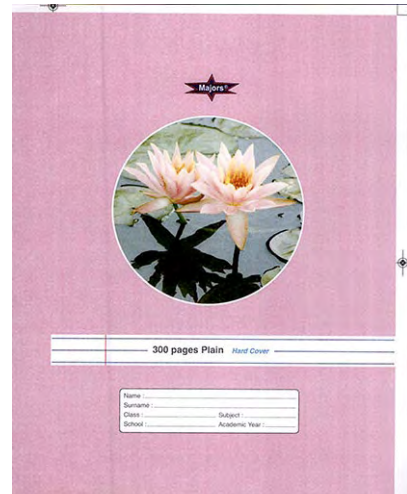 Majors®
300 pages Plain Hard Cover
Name :
Surname :
Class : Subject :
School : Academic Year :